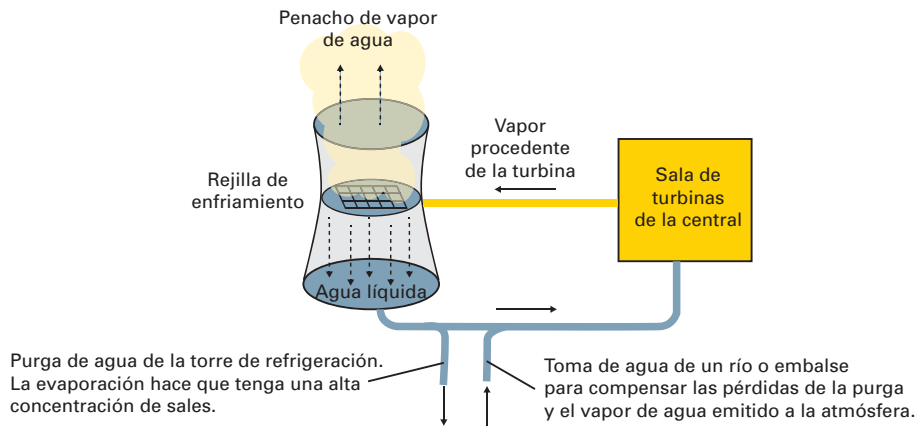 Penacho de vapor
de agua
Vapor
procedente
de la turbina
Sala de
turbinas
de la central
Rejilla de
enfriamiento
Agua líquida
Purga de agua de la torre de refrigeración.
La evaporación hace que tenga una alta
concentración de sales.
Toma de agua de un río o embalse
para compensar las pérdidas de la purga
y el vapor de agua emitido a la atmósfera.